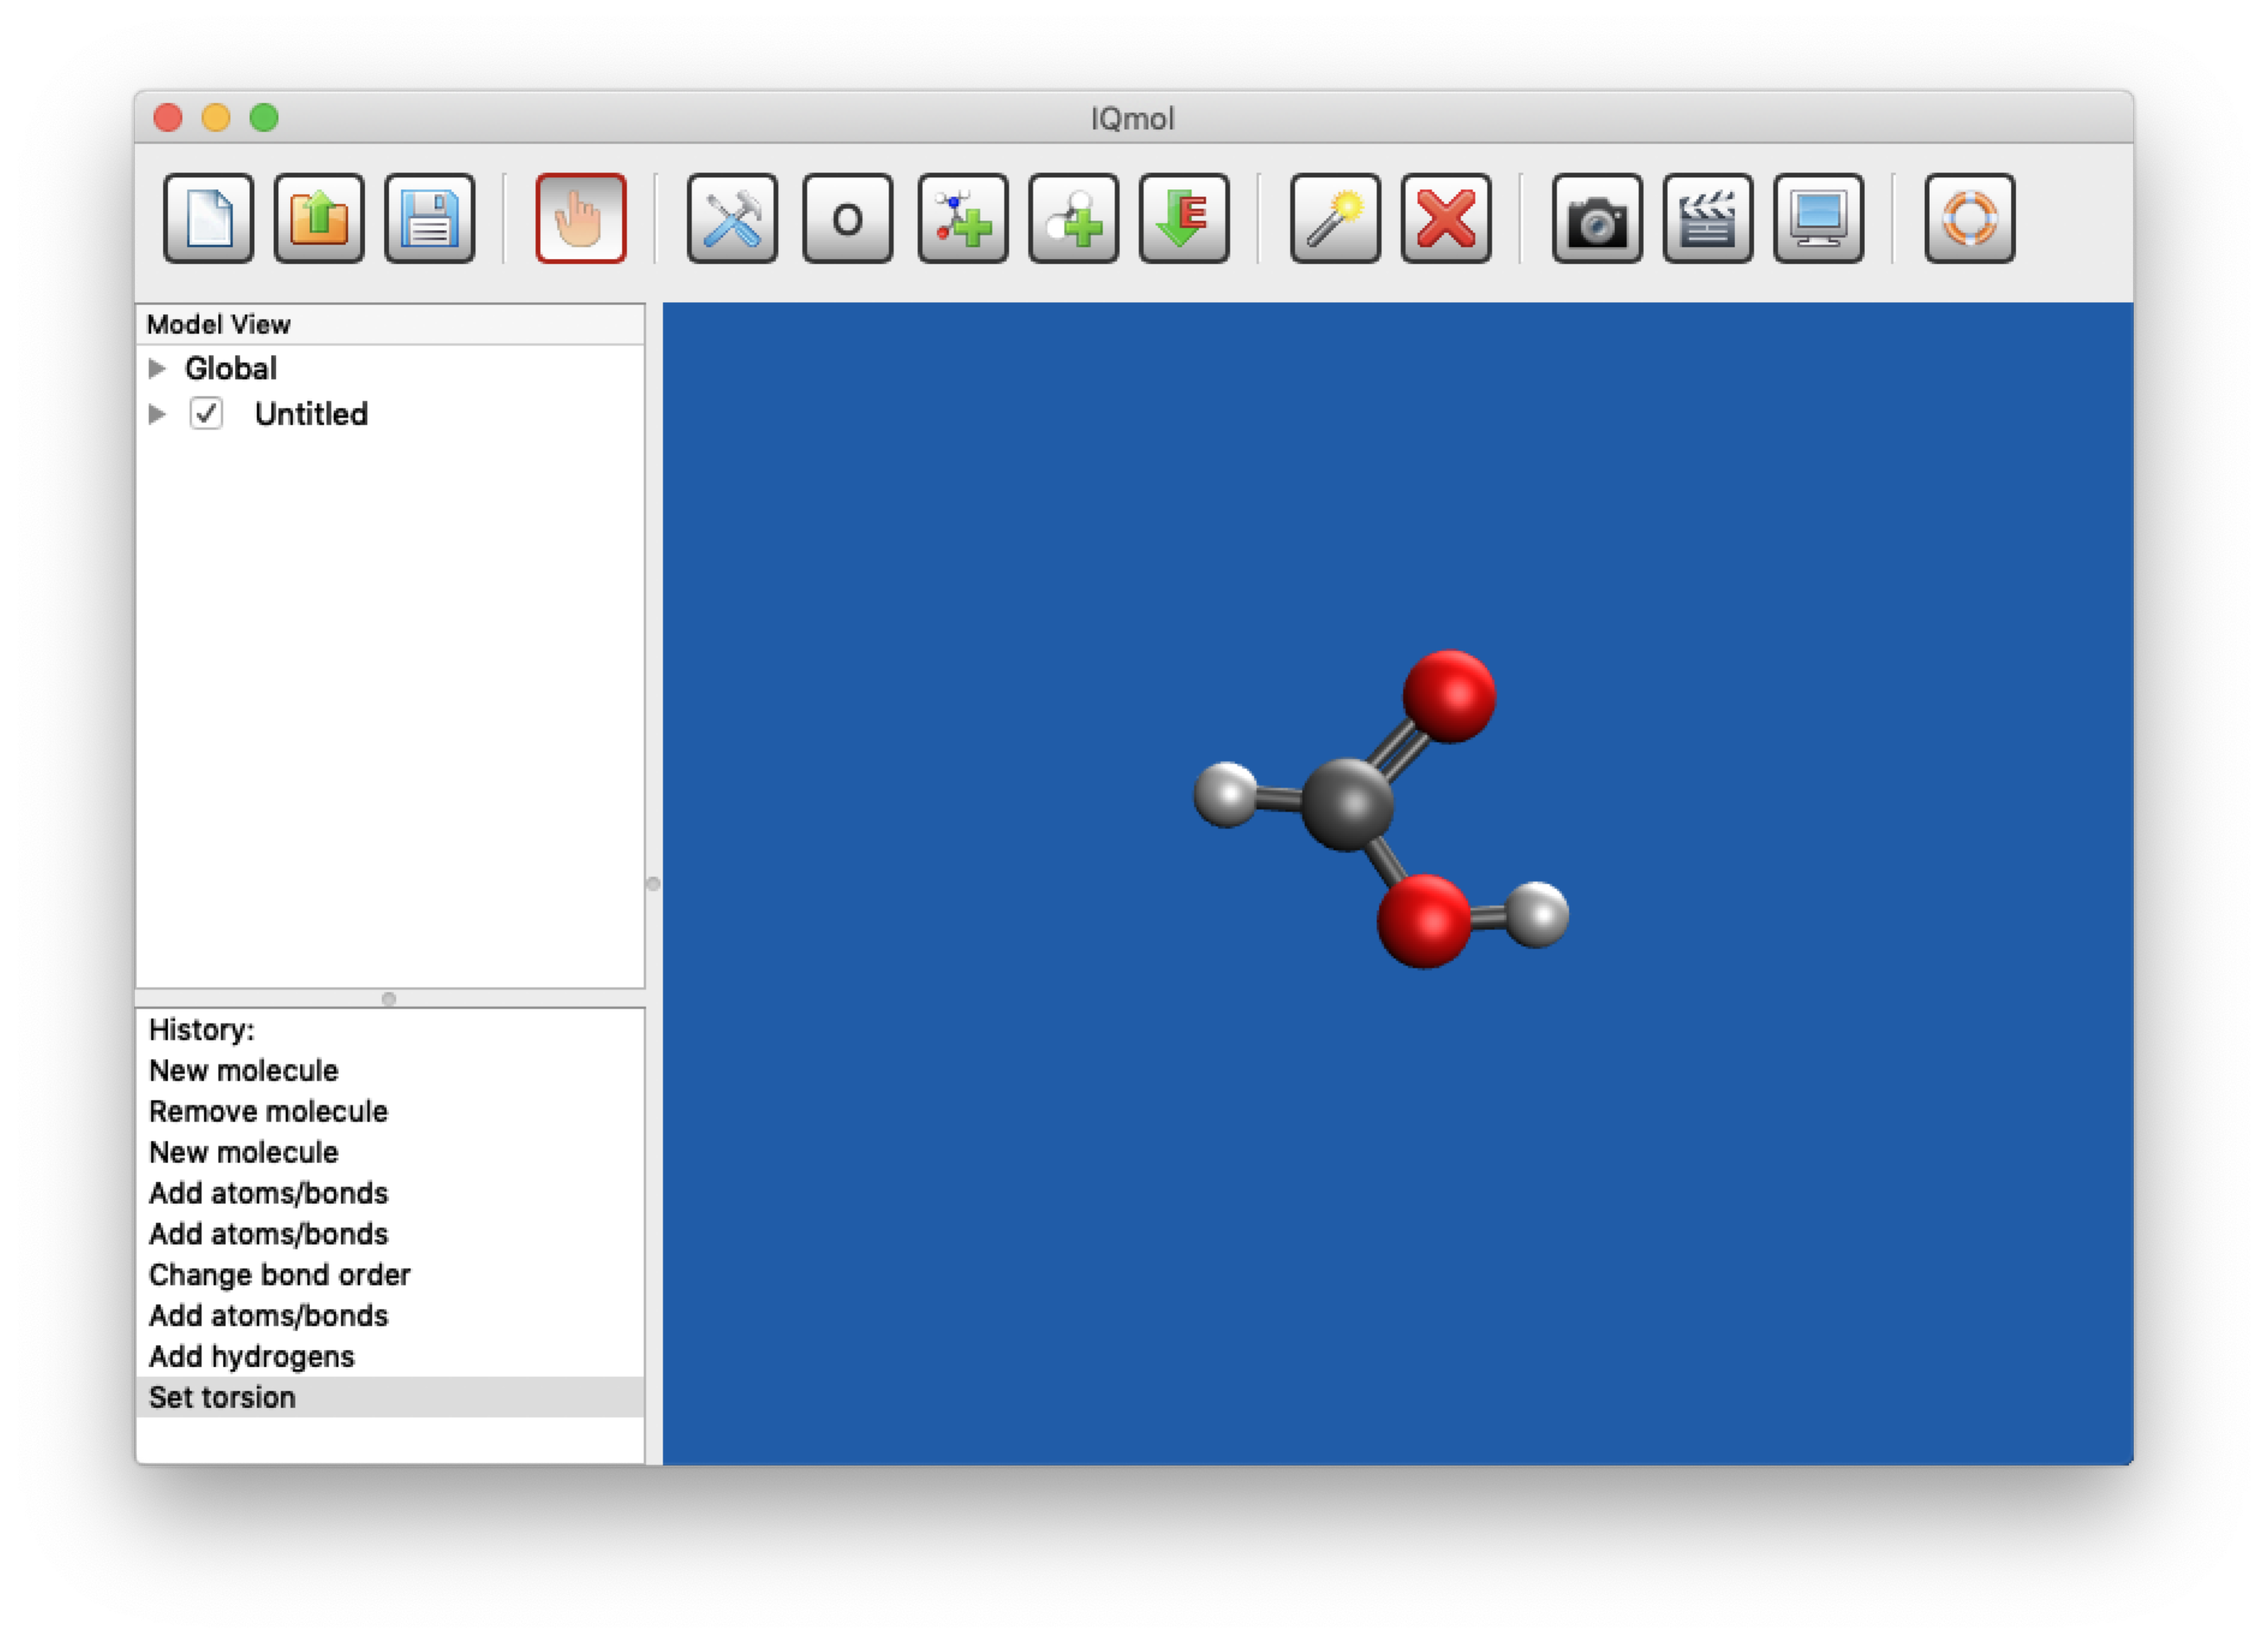 IQmol
O
E
Model View
Global
Untitled
History:
New molecule
Remove molecule
New molecule
Add atoms/bonds
Add atoms/bonds
Change bond order
Add atoms/bonds
Add hydrogens
Set torsion